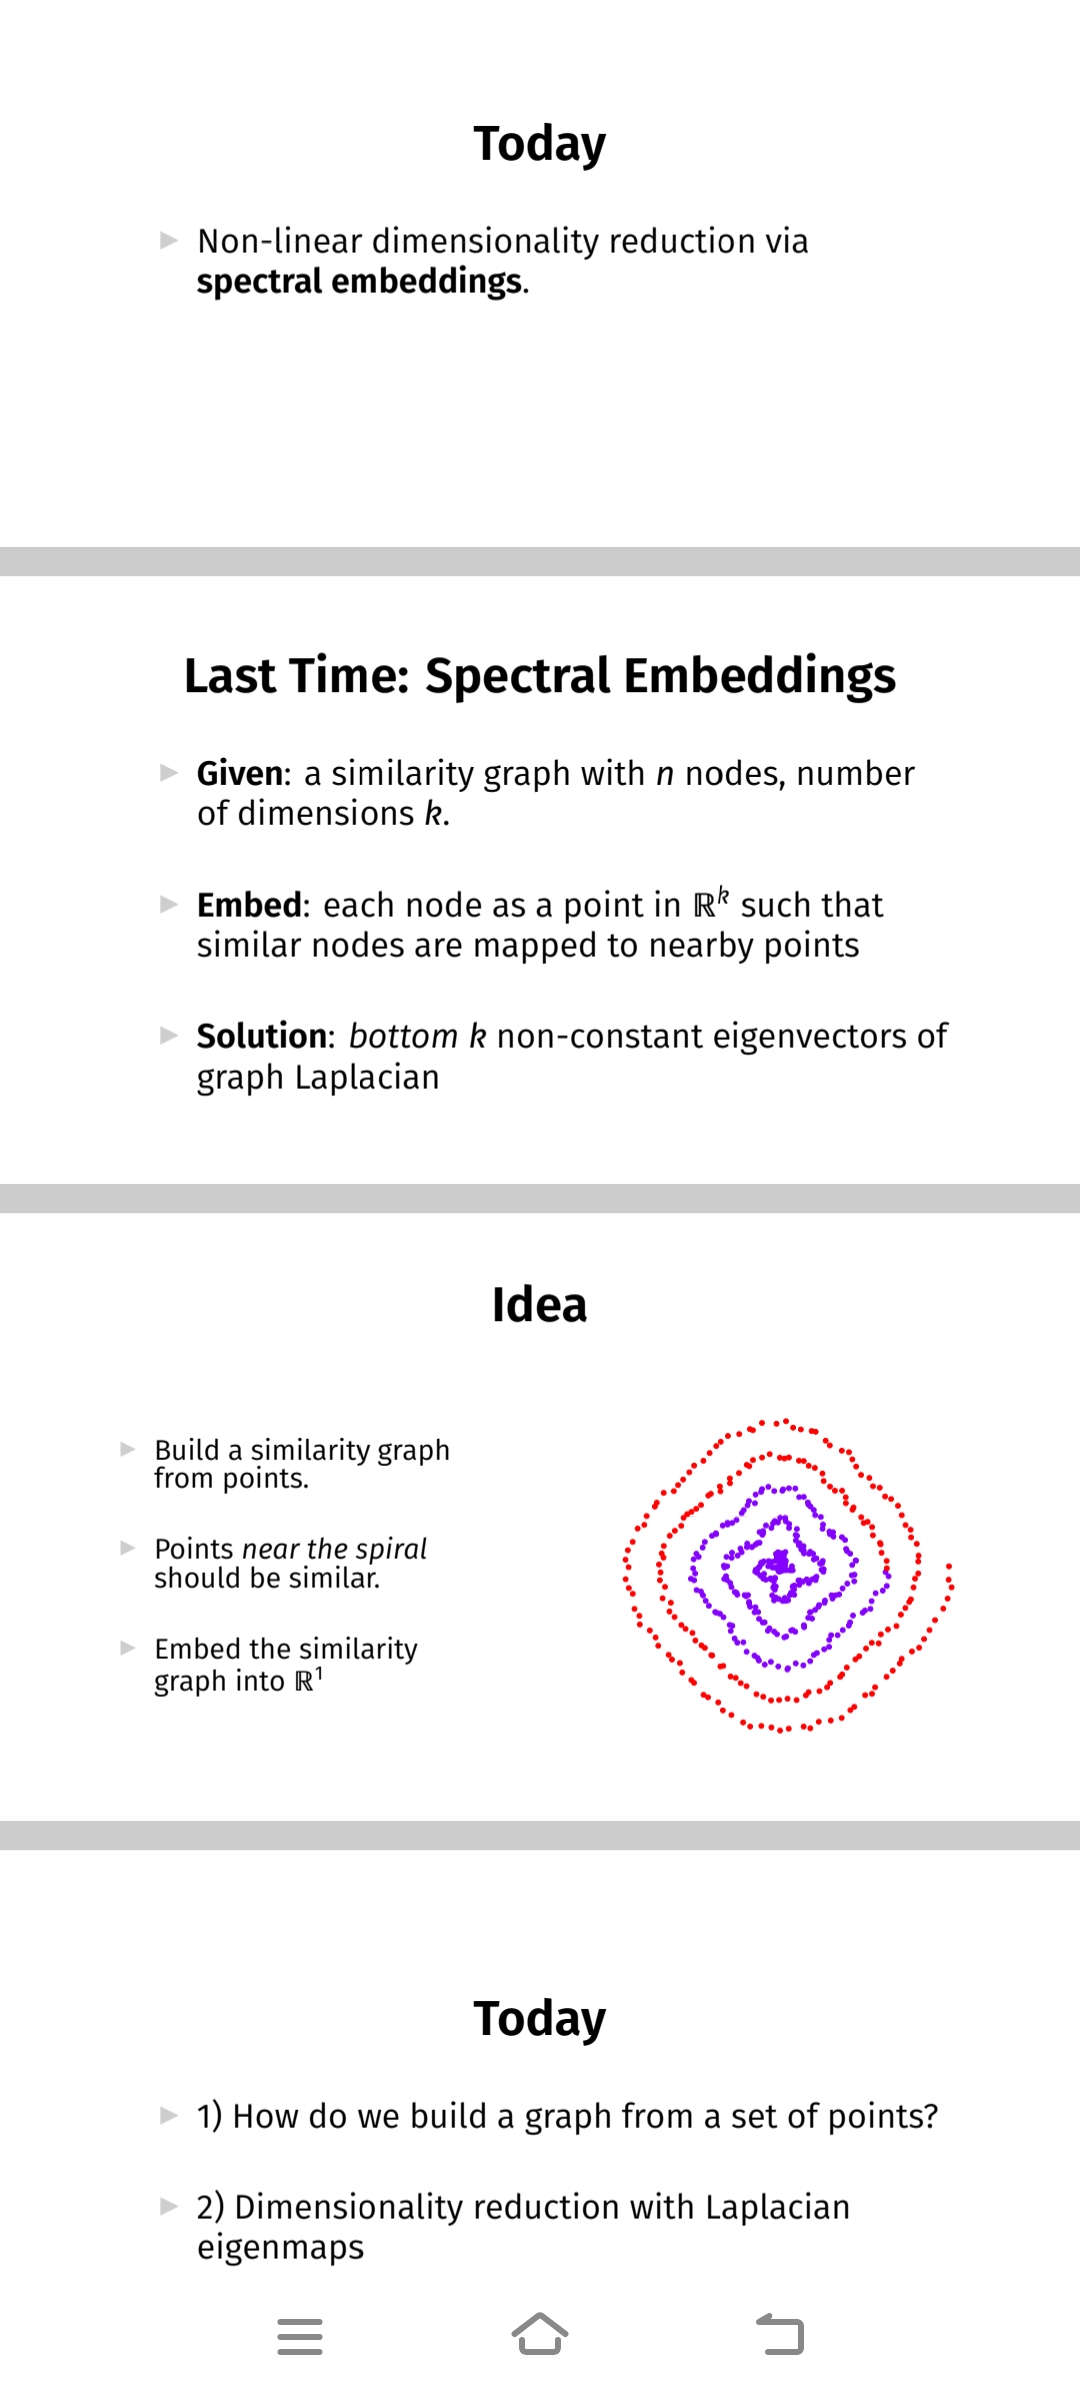 Today
Non-linear dimensionality reduction via
spectral embeddings.
Last Time: Spectral Embeddings
Given: a similarity graph with n nodes, number
of dimensions k.
Embed: each node as a point in ℝᵏ such that
similar nodes are mapped to nearby points
Solution: bottom k non-constant eigenvectors of
graph Laplacian
Idea
Build a similarity graph
from points.
Points near the spiral
should be similar.
Embed the similarity
graph into ℝ¹
Today
1) How do we build a graph from a set of points?
2) Dimensionality reduction with Laplacian
eigenmaps